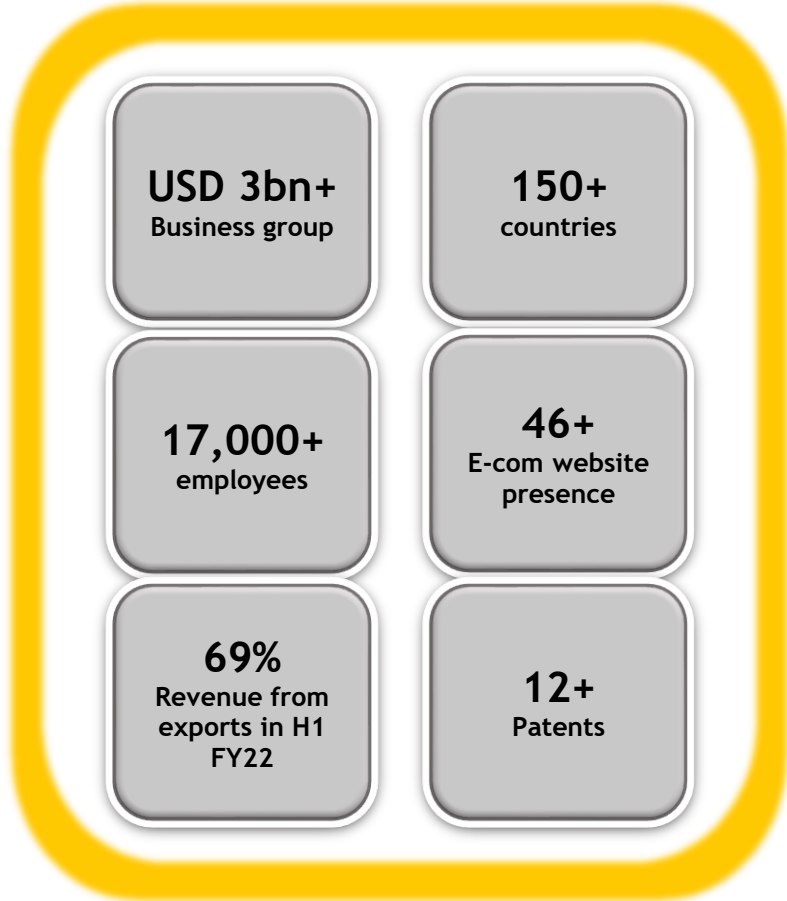 USD 3bn+
Business group
150+
countries
17,000+
employees
46+
E-com website
presence
69%
Revenue from
exports in H1
FY22
12+
Patents